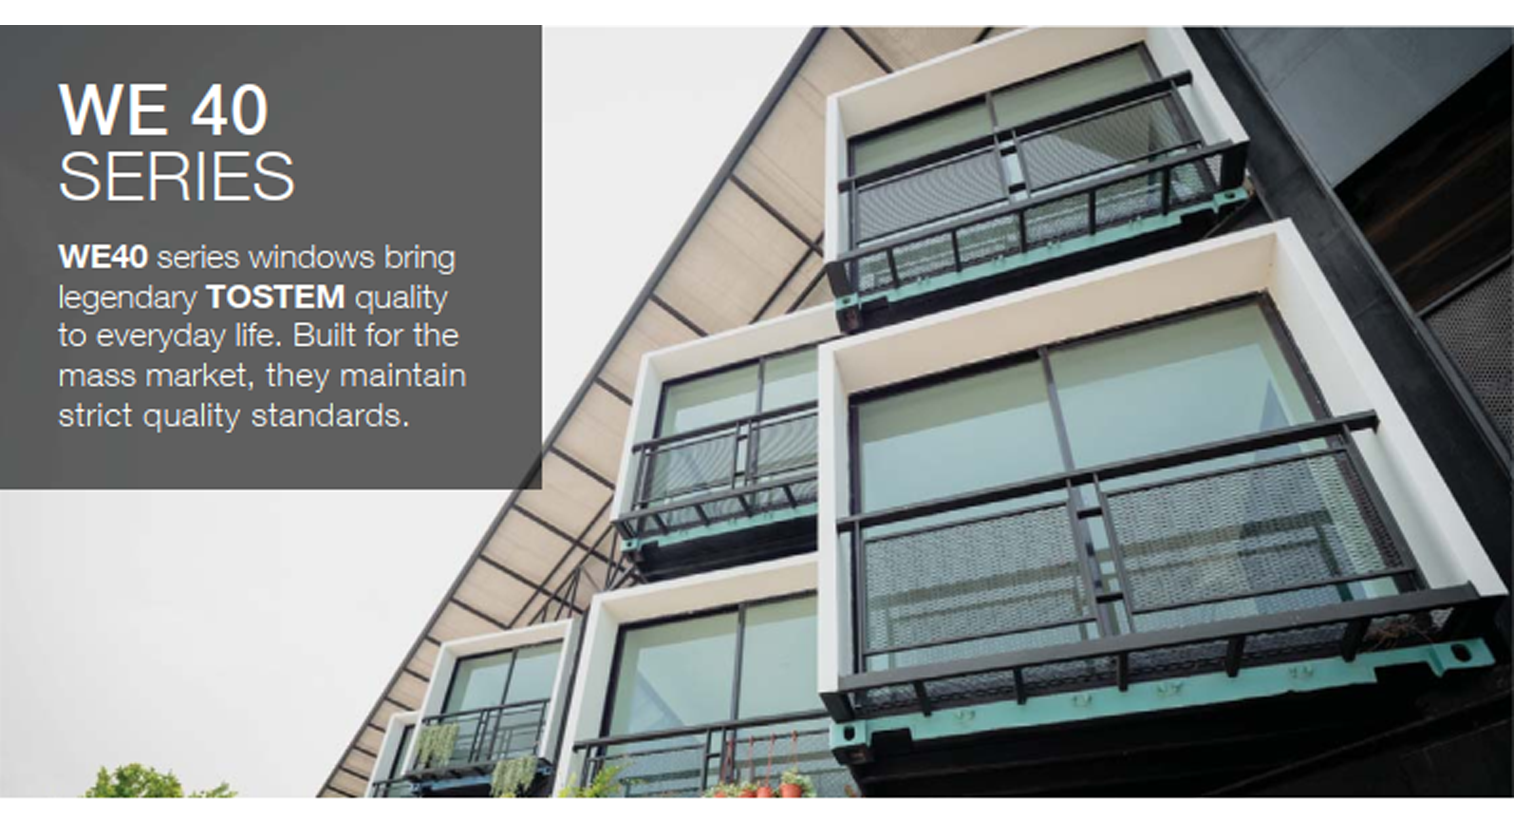 WE 40
SERIES
WE40 series windows bring
legendary TOSTEM quality
to everyday life. Built for the
mass market, they maintain
strict quality standards.